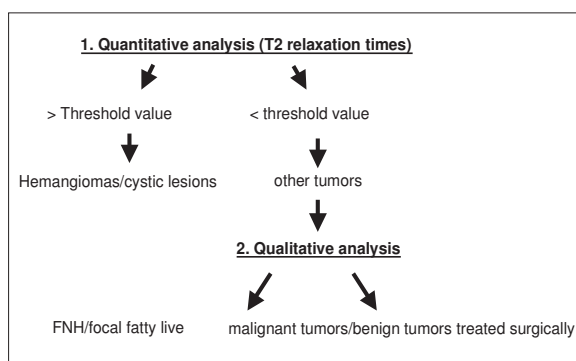 1. Quantitative analysis (T2 relaxation times)
> Threshold value
< threshold value
Hemangiomas/cystic lesions
other tumors
2. Qualitative analysis
FNH/focal fatty live
malignant tumors/benign tumors treated surgically